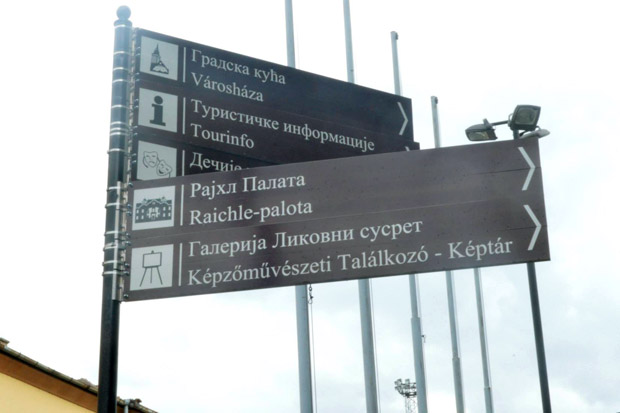 Градска кућа
Városháza
Туристичке информације
Tourinfo
Дечије
Рајхл Палата
Raichle-palota
Галерија Ликовни сусрет
Képzőművészeti Találkozó - Képtár